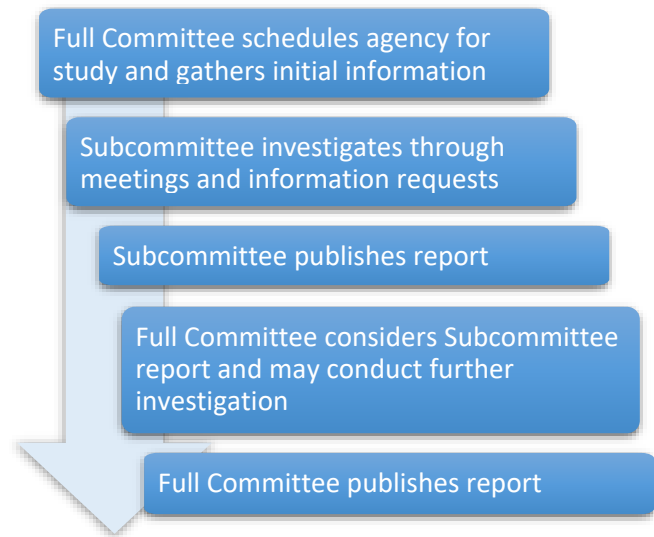 Full Committee schedules agency for
study and gathers initial information
Subcommittee investigates through
meetings and information requests
Subcommittee publishes report
Full Committee considers Subcommittee
report and may conduct further
investigation
Full Committee publishes report